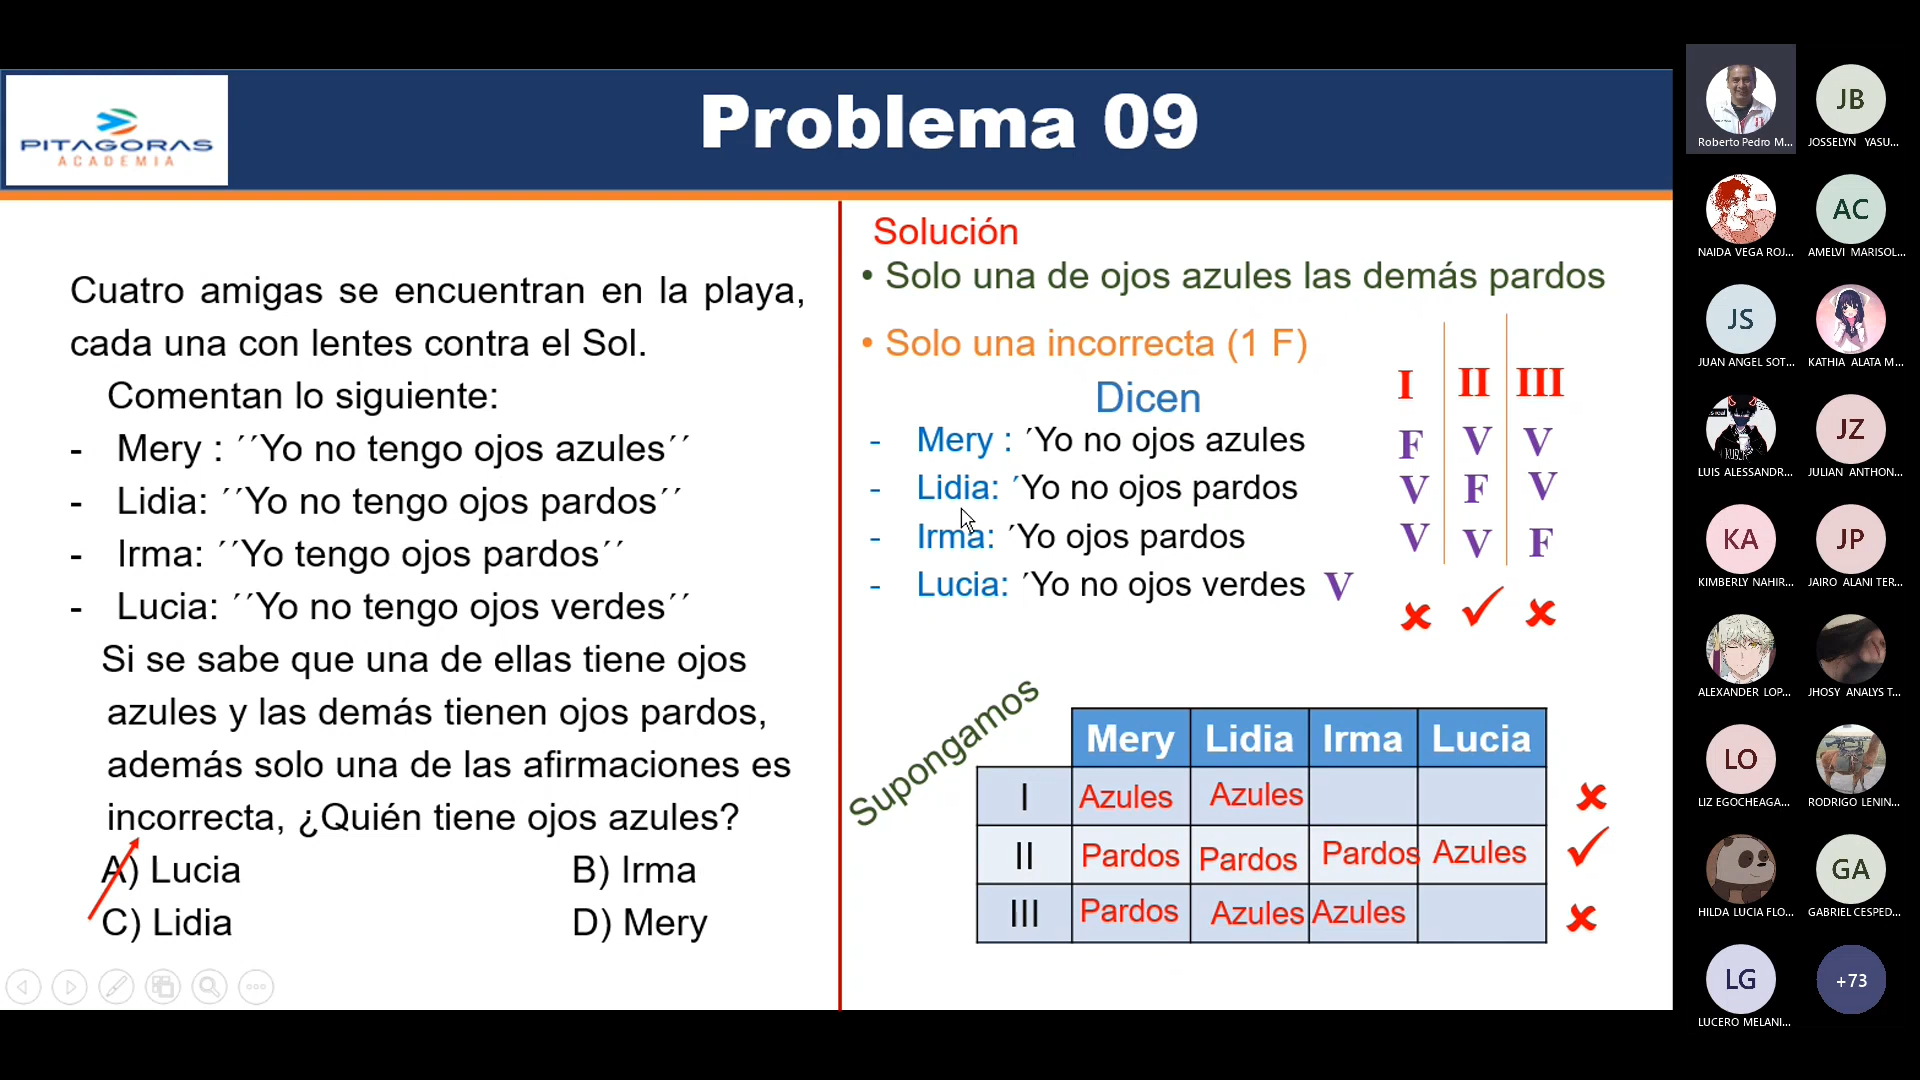 PITAGORAS
ACADEMIA
Problema 09
Cuatro amigas se encuentran en la playa,
cada una con lentes contra el Sol.
Comentan lo siguiente:
- Mery : ´´Yo no tengo ojos azules´´
- Lidia: ´´Yo no tengo ojos pardos´´
- Irma: ´´Yo tengo ojos pardos´´
- Lucia: ´´Yo no tengo ojos verdes´´
Si se sabe que una de ellas tiene ojos
azules y las demás tienen ojos pardos,
además solo una de las afirmaciones es
incorrecta, ¿Quién tiene ojos azules?
A) Lucia B) Irma
C) Lidia D) Mery
Solución
• Solo una de ojos azules las demás pardos
• Solo una incorrecta (1 F)
Dicen I II III
- Mery : ´Yo no ojos azules F V V
- Lidia: ´Yo no ojos pardos V F V
- Irma: ´Yo ojos pardos V V F
- Lucia: ´Yo no ojos verdes V
Supongamos
Mery Lidia Irma Lucia
I Azules Azules
II Pardos Pardos Pardos Azules
III Pardos Azules Azules
Roberto Pedro M...
JB
JOSSELYN YASU...
NAIDA VEGA ROJ...
AC
AMELVI MARISOL...
JS
JUAN ANGEL SOT...
KATHIA ALATA M...
LUIS ALESSANDR...
JZ
JULIAN ANTHON...
KA
KIMBERLY NAHIR...
JP
JAIRO ALANI TER...
ALEXANDER LOP...
JHOSY ANALYS T...
LO
LIZ EGOCHEAGA...
RODRIGO LENIN...
HILDA LUCIA FLO...
GA
GABRIEL CESPED...
LG
LUCERO MELANI...
+73